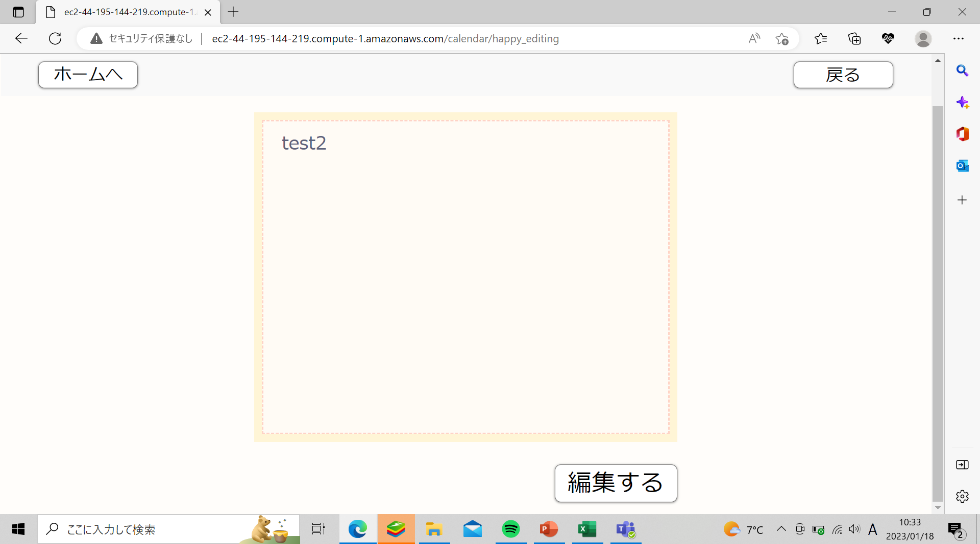 ec2-44-195-144-219.compute-1.
セキュリティ保護なし
ec2-44-195-144-219.compute-1.amazonaws.com/calendar/happy_editing
ホームへ
戻る
test2
編集する
ここに入力して検索
7°C
A
10:33
2023/01/18
2